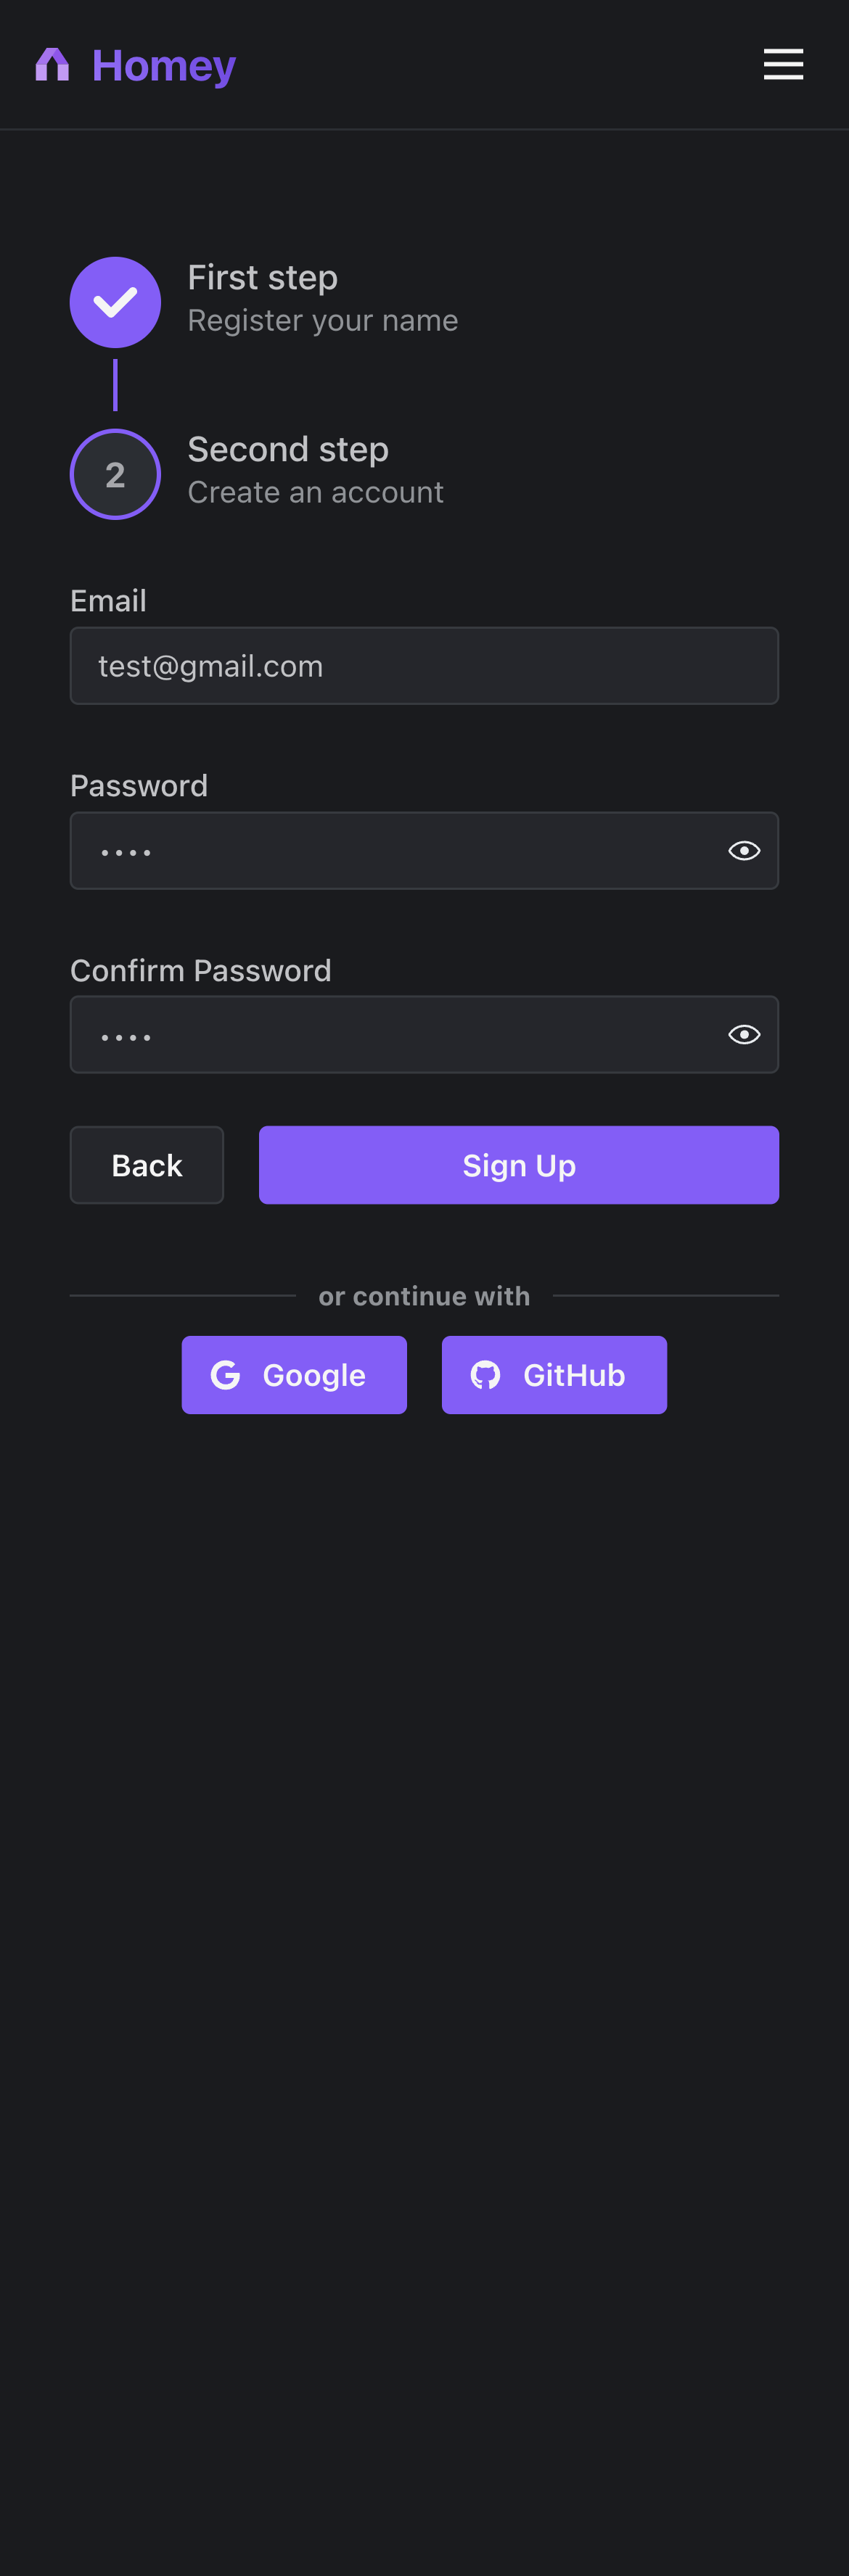 Homey
First step
Register your name
2
Second step
Create an account
Email
test@gmail.com
Password
••••
Confirm Password
••••
Back
Sign Up
or continue with
Google
GitHub